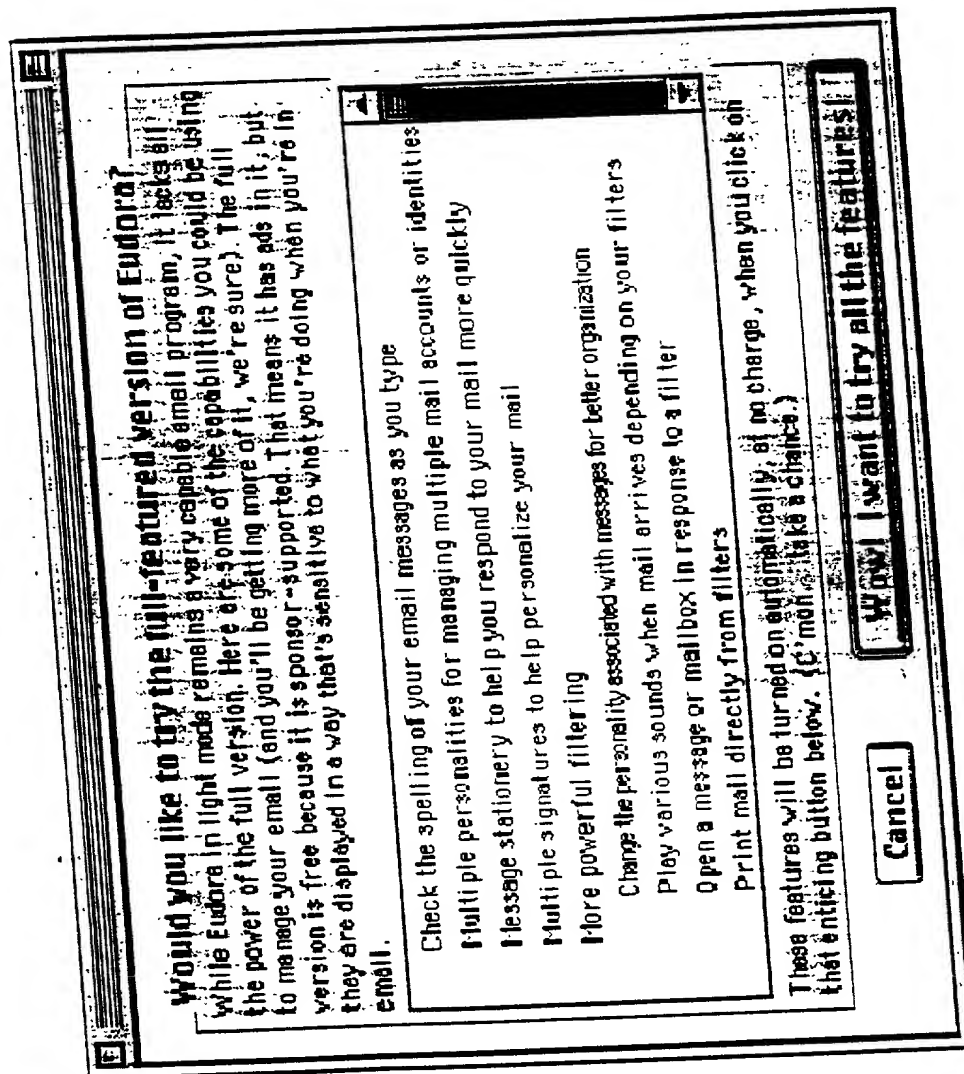 Would you like to try the full-featured version of Eudora?
While Eudora in light mode remains a very capable email program, it lacks all
the power of the full version. Here are some of the capabilities you could be using
to manage your email (and you'll be getting more of it, we're sure). The full
version is free because it is sponsor-supported. That means it has ads in it, but
they are displayed in a way that's sensitive to what you're doing when you're in
email.
Check the spelling of your email messages as you type
Multiple personalities for managing multiple mail accounts or identities
Message stationery to help you respond to your mail more quickly
Multiple signatures to help personalize your mail
More powerful filtering
Change the personality associated with messages for better organization
Play various sounds when mail arrives depending on your filters
Open a message or mailbox in response to a filter
Print mail directly from filters
These features will be turned on automatically, at no charge, when you click on
that enticing button below. (C'mon, take a chance.)
Cancel
Wow! I want to try all the features!